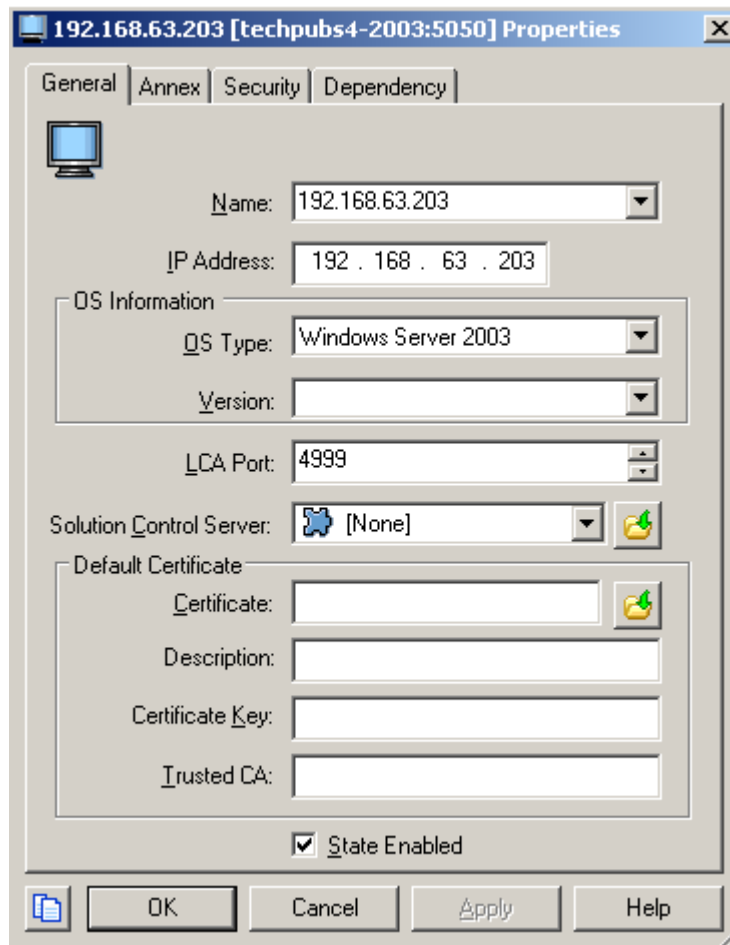 192.168.63.203 [techpubs4-2003:5050] Properties
General Annex Security Dependency
Name: 192.168.63.203
IP Address: 192 . 168 . 63 . 203
OS Information
OS Type: Windows Server 2003
Version:
LCA Port: 4999
Solution Control Server: [None]
Default Certificate
Certificate:
Description:
Certificate Key:
Trusted CA:
State Enabled
OK Cancel Apply Help